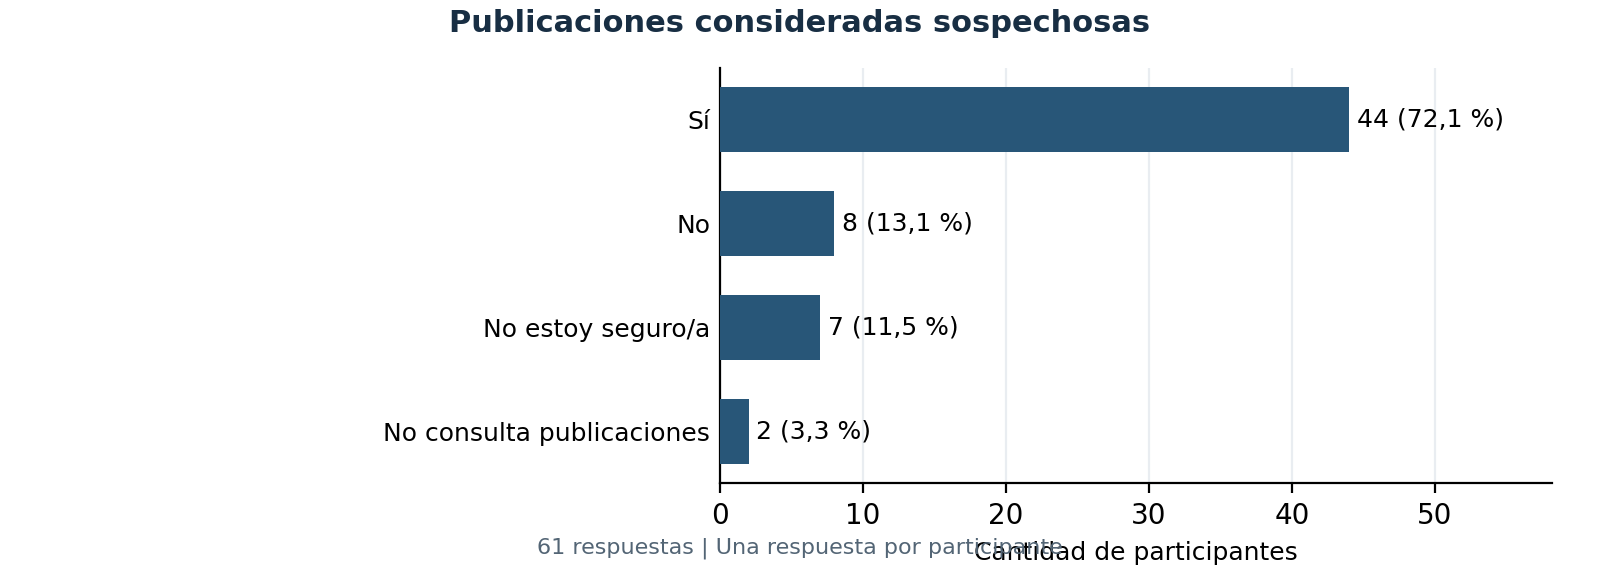 Publicaciones consideradas sospechosas
Sí 44 (72,1 %)
No 8 (13,1 %)
No estoy seguro/a 7 (11,5 %)
No consulta publicaciones 2 (3,3 %)
0 10 20 30 40 50
61 respuestas | Una respuesta por participante
Cantidad de participantes